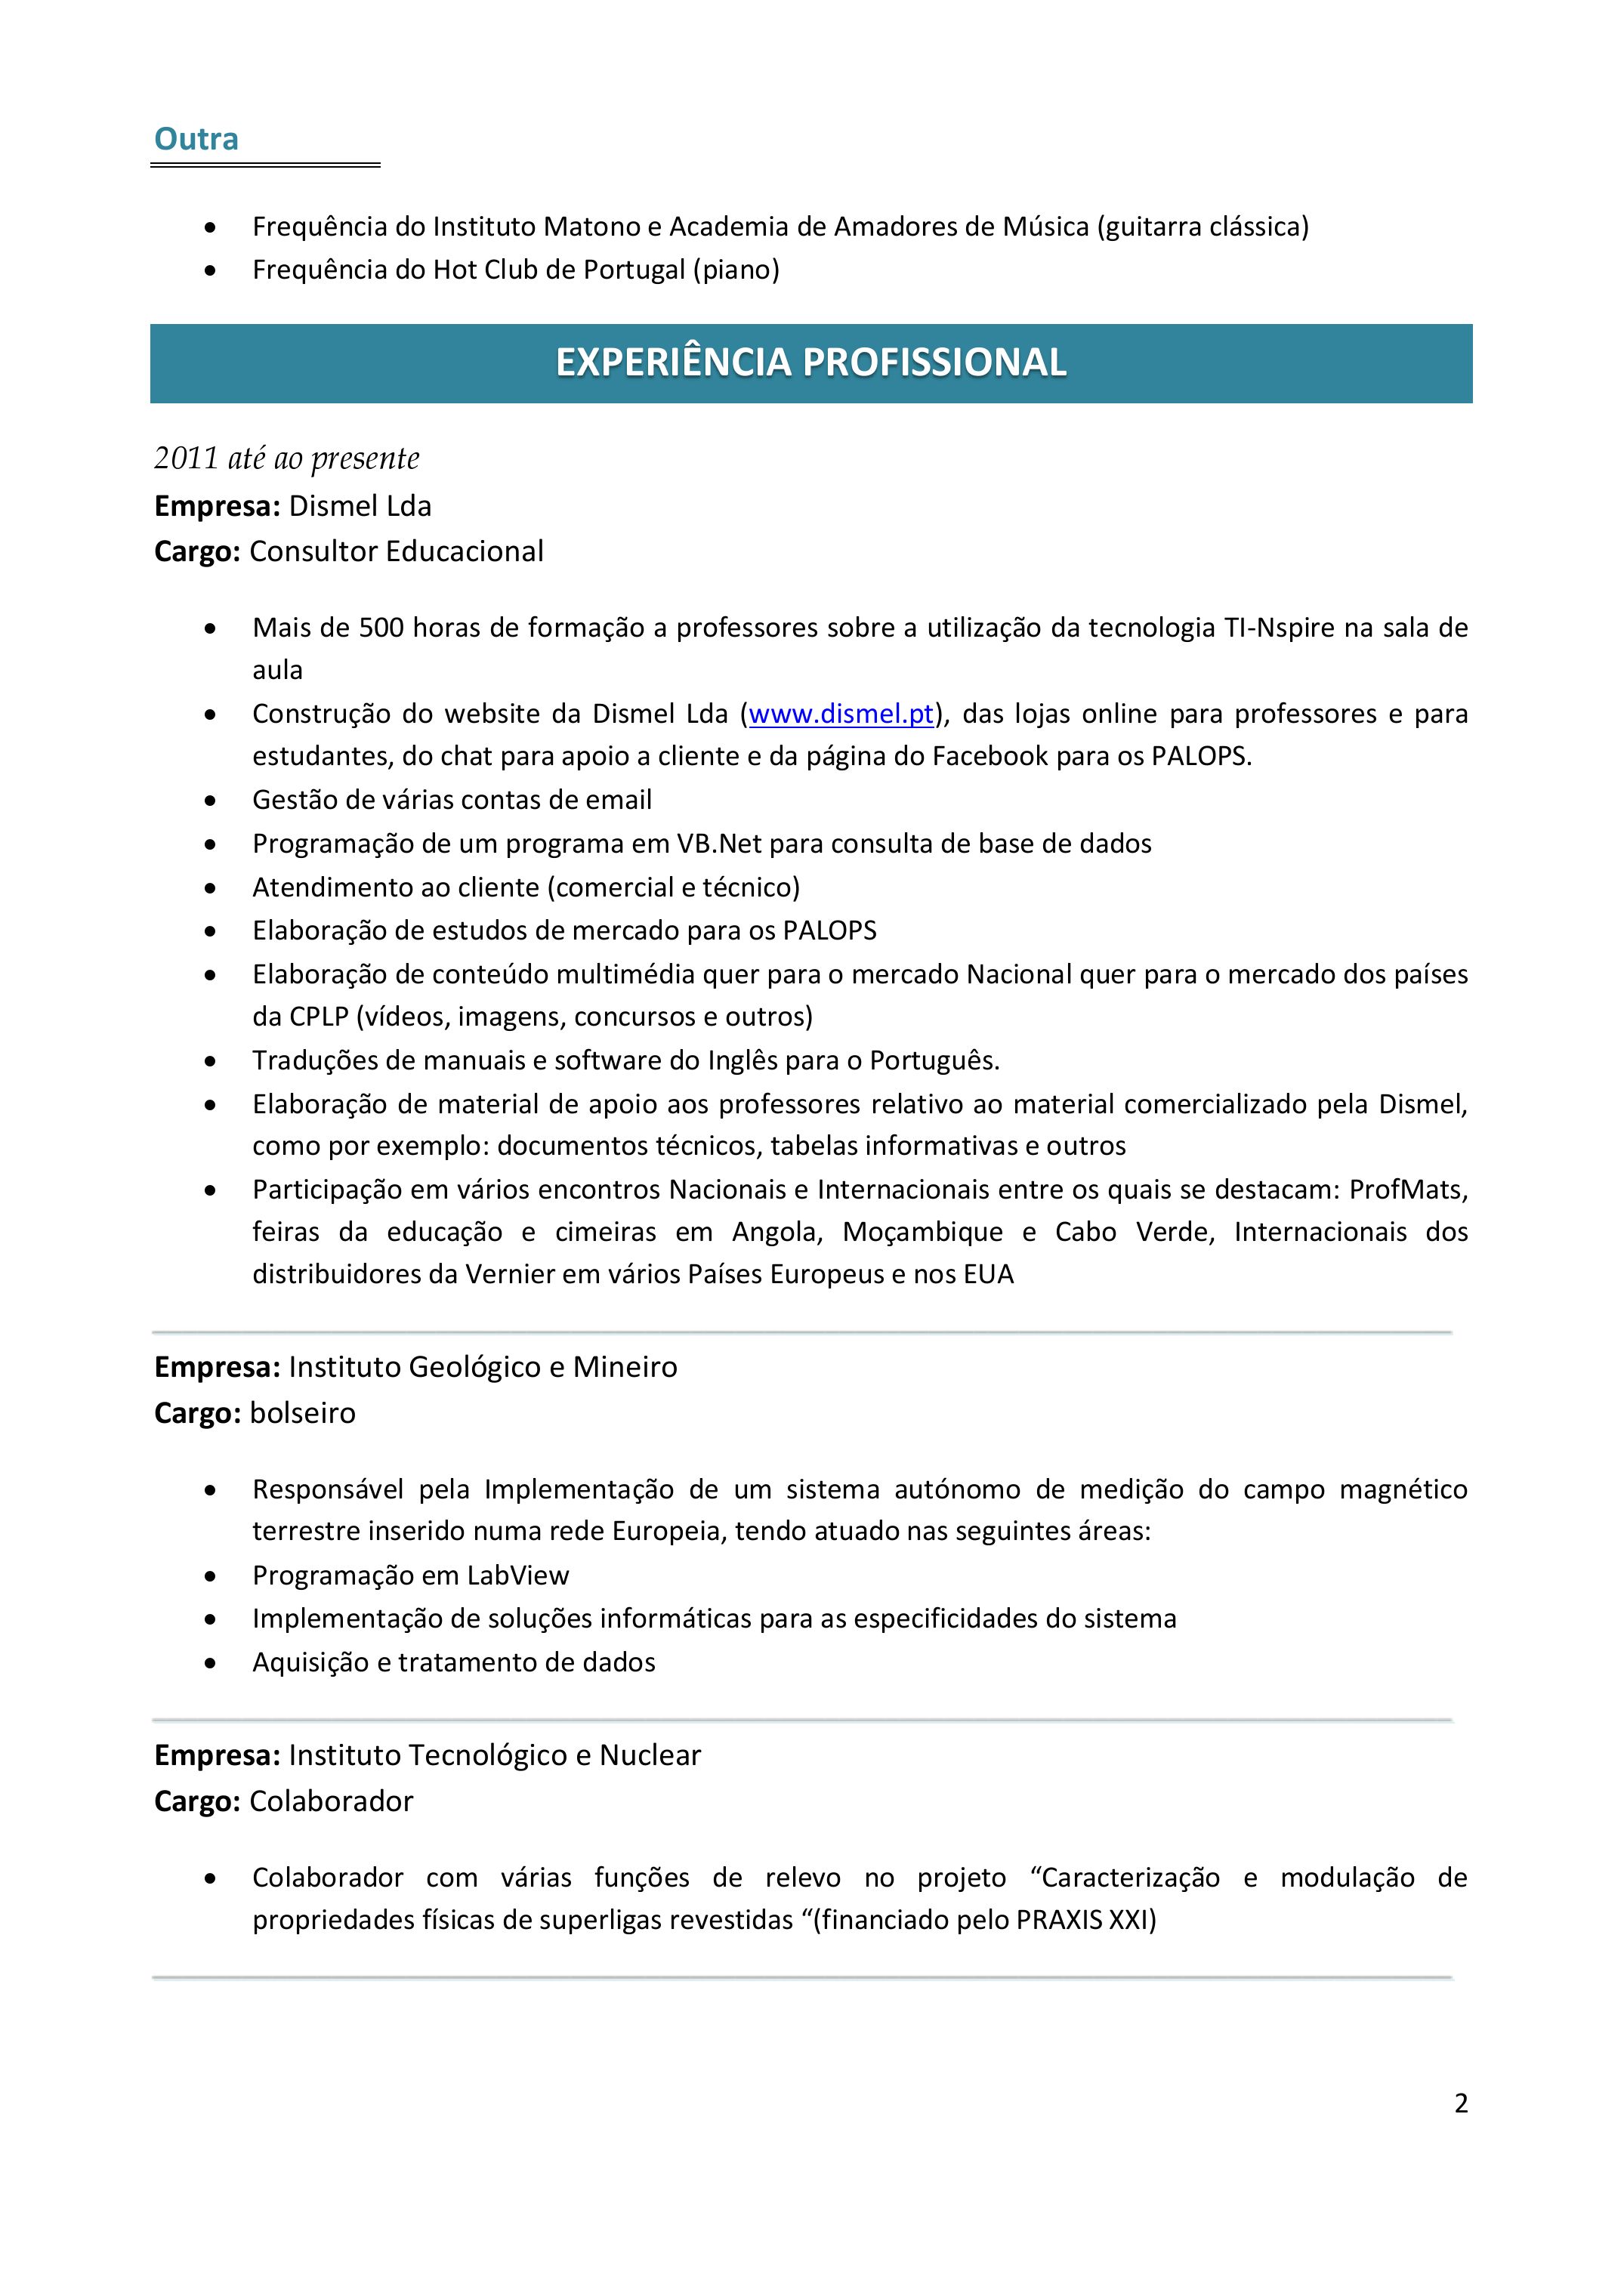 Outra
• Frequência do Instituto Matono e Academia de Amadores de Música (guitarra clássica)
• Frequência do Hot Club de Portugal (piano)
EXPERIÊNCIA PROFISSIONAL
2011 até ao presente
Empresa: Dismel Lda
Cargo: Consultor Educacional
• Mais de 500 horas de formação a professores sobre a utilização da tecnologia TI-Nspire na sala de
aula
• Construção do website da Dismel Lda (www.dismel.pt), das lojas online para professores e para
estudantes, do chat para apoio a cliente e da página do Facebook para os PALOPS.
• Gestão de várias contas de email
• Programação de um programa em VB.Net para consulta de base de dados
• Atendimento ao cliente (comercial e técnico)
• Elaboração de estudos de mercado para os PALOPS
• Elaboração de conteúdo multimédia quer para o mercado Nacional quer para o mercado dos países
da CPLP (vídeos, imagens, concursos e outros)
• Traduções de manuais e software do Inglês para o Português.
• Elaboração de material de apoio aos professores relativo ao material comercializado pela Dismel,
como por exemplo: documentos técnicos, tabelas informativas e outros
• Participação em vários encontros Nacionais e Internacionais entre os quais se destacam: ProfMats,
feiras da educação e cimeiras em Angola, Moçambique e Cabo Verde, Internacionais dos
distribuidores da Vernier em vários Países Europeus e nos EUA
Empresa: Instituto Geológico e Mineiro
Cargo: bolseiro
• Responsável pela Implementação de um sistema autónomo de medição do campo magnético
terrestre inserido numa rede Europeia, tendo atuado nas seguintes áreas:
• Programação em LabView
• Implementação de soluções informáticas para as especificidades do sistema
• Aquisição e tratamento de dados
Empresa: Instituto Tecnológico e Nuclear
Cargo: Colaborador
• Colaborador com várias funções de relevo no projeto “Caracterização e modulação de
propriedades físicas de superligas revestidas “(financiado pelo PRAXIS XXI)
2